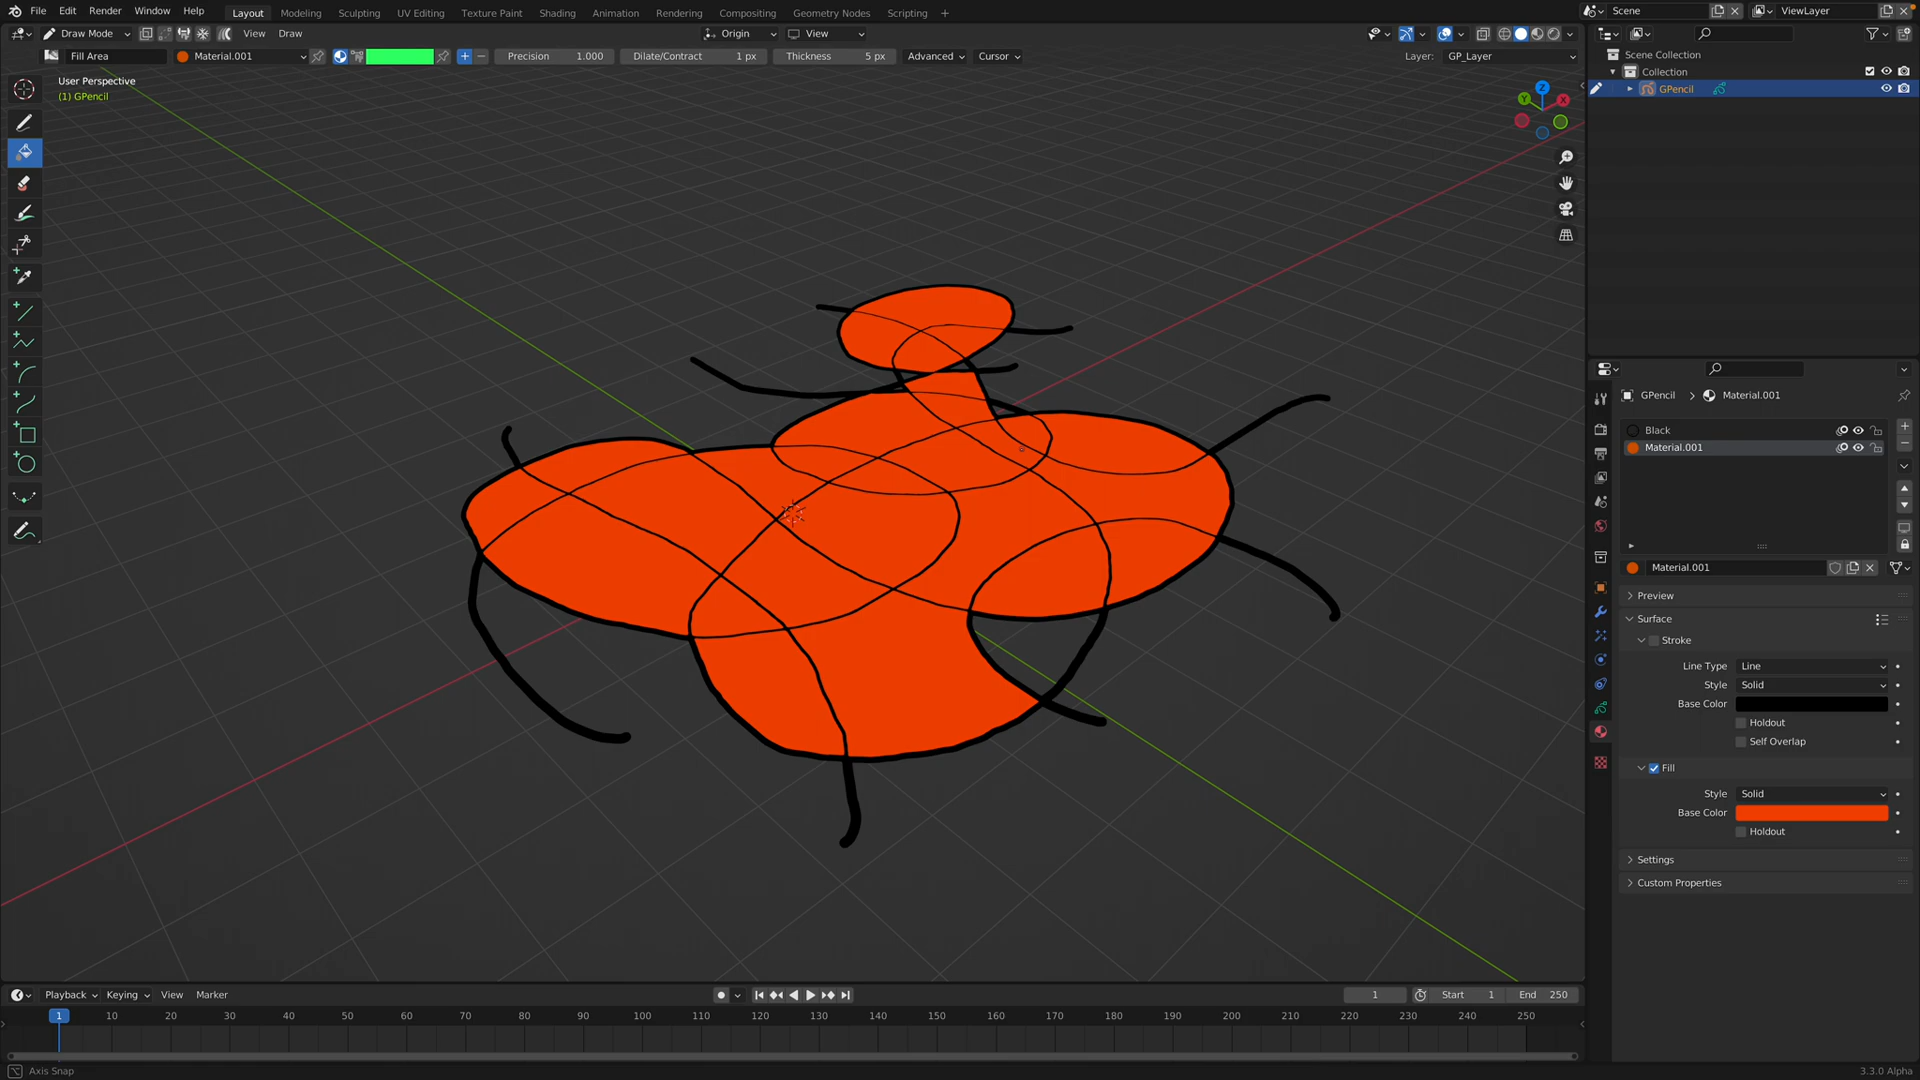 File Edit Render Window Help Layout Modeling Sculpting UV Editing Texture Paint Shading Animation Rendering Compositing Geometry Nodes Scripting + Scene ViewLayer
Draw Mode View Draw Origin View
Fill Area Material.001 Precision 1.000 Dilate/Contract 1 px Thickness 5 px Advanced Cursor Layer: GP_Layer
User Perspective
(1) GPencil
Z
Y X
Scene Collection
Collection
GPencil
GPencil Material.001
Black
Material.001
Material.001
Preview
Surface
Stroke
Line Type Line
Style Solid
Base Color
Holdout
Self Overlap
Fill
Style Solid
Base Color
Holdout
Settings
Custom Properties
Playback Keying View Marker 1 Start 1 End 250
1 10 20 30 40 50 60 70 80 90 100 110 120 130 140 150 160 170 180 190 200 210 220 230 240 250
Axis Snap 3.3.0 Alpha